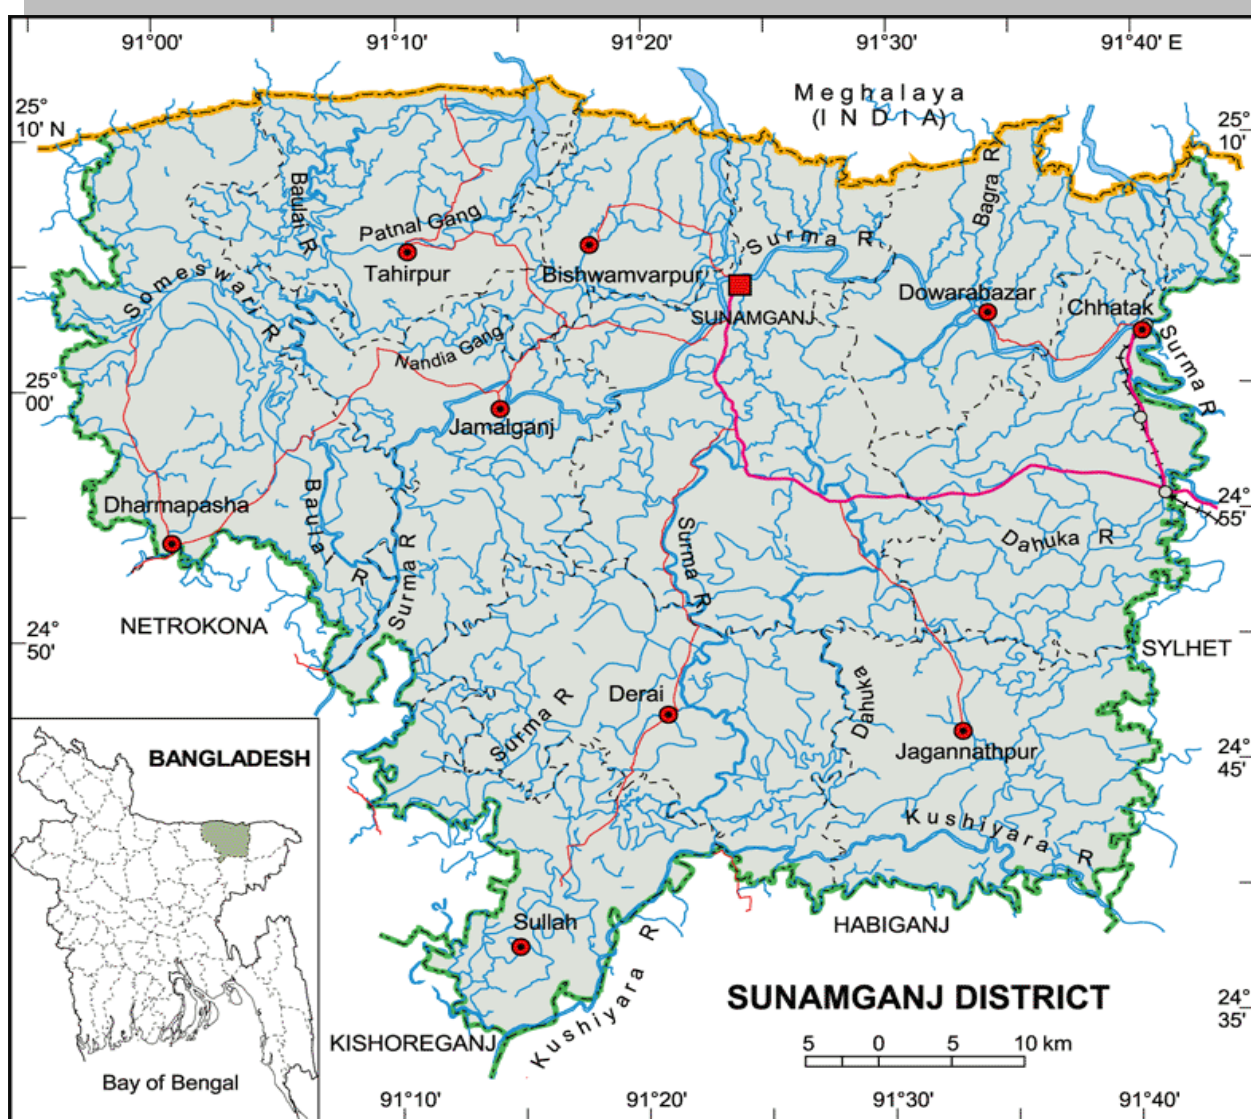 91°00'
91°10'
91°20'
91°30'
91°40' E
25°
10' N
Meghalaya
(I N D I A)
25°
10'
Baulai R
Patnal Gang
Bagra R
Surma R
Tahirpur
Bishwamvarpur
Someswari R
Dowarabazar
Chhatak
SUNAMGANJ
Surma R
Nandia Gang
25°
00'
Jamalganj
Dharmapasha
Baulai R
Surma R
Surma R
24°
55'
Dahuka R
NETROKONA
24°
50'
SYLHET
Derai
Surma R
Dahuka
Jagannathpur
24°
45'
BANGLADESH
Kushiyara R
Sullah
HABIGANJ
Kushiyara R
SUNAMGANJ DISTRICT
24°
35'
KISHOREGANJ
5 0 5 10 km
Bay of Bengal
91°10'
91°20'
91°30'
91°40'